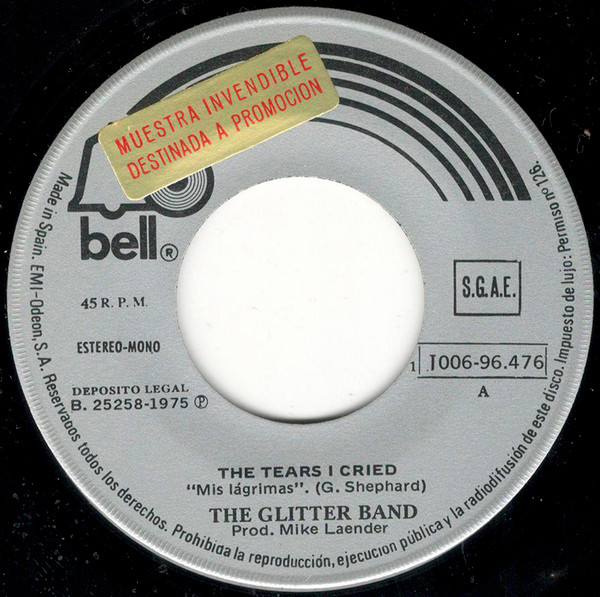 MUESTRA INVENDIBLE
DESTINADA A PROMOCION
bell®
45 R. P. M.
ESTEREO-MONO
DEPOSITO LEGAL
B. 25258-1975 ℗
S.G.A.E.
1 J006-96.476
A
THE TEARS I CRIED
"Mis lágrimas". (G. Shephard)
THE GLITTER BAND
Prod. Mike Laender
Made in Spain. EMI-Odeon, S.A. Reservados todos los derechos. Prohibida la reproducción, ejecucion pública y la radiodifusión de este disco. Impuesto de lujo: Permiso nº 126.